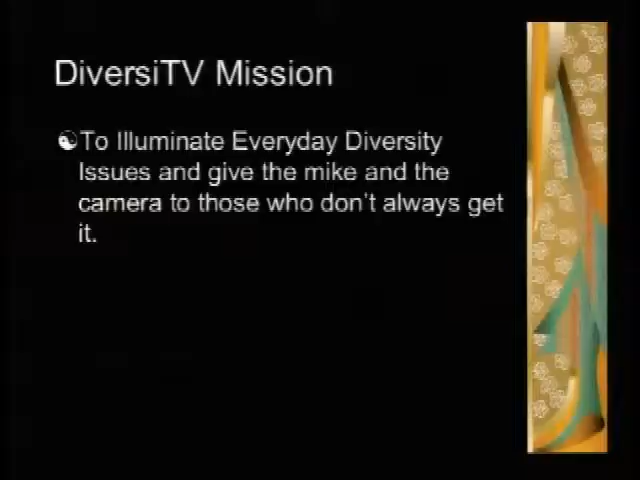 DiversiTV Mission
To Illuminate Everyday Diversity
Issues and give the mike and the
camera to those who don't always get
it.